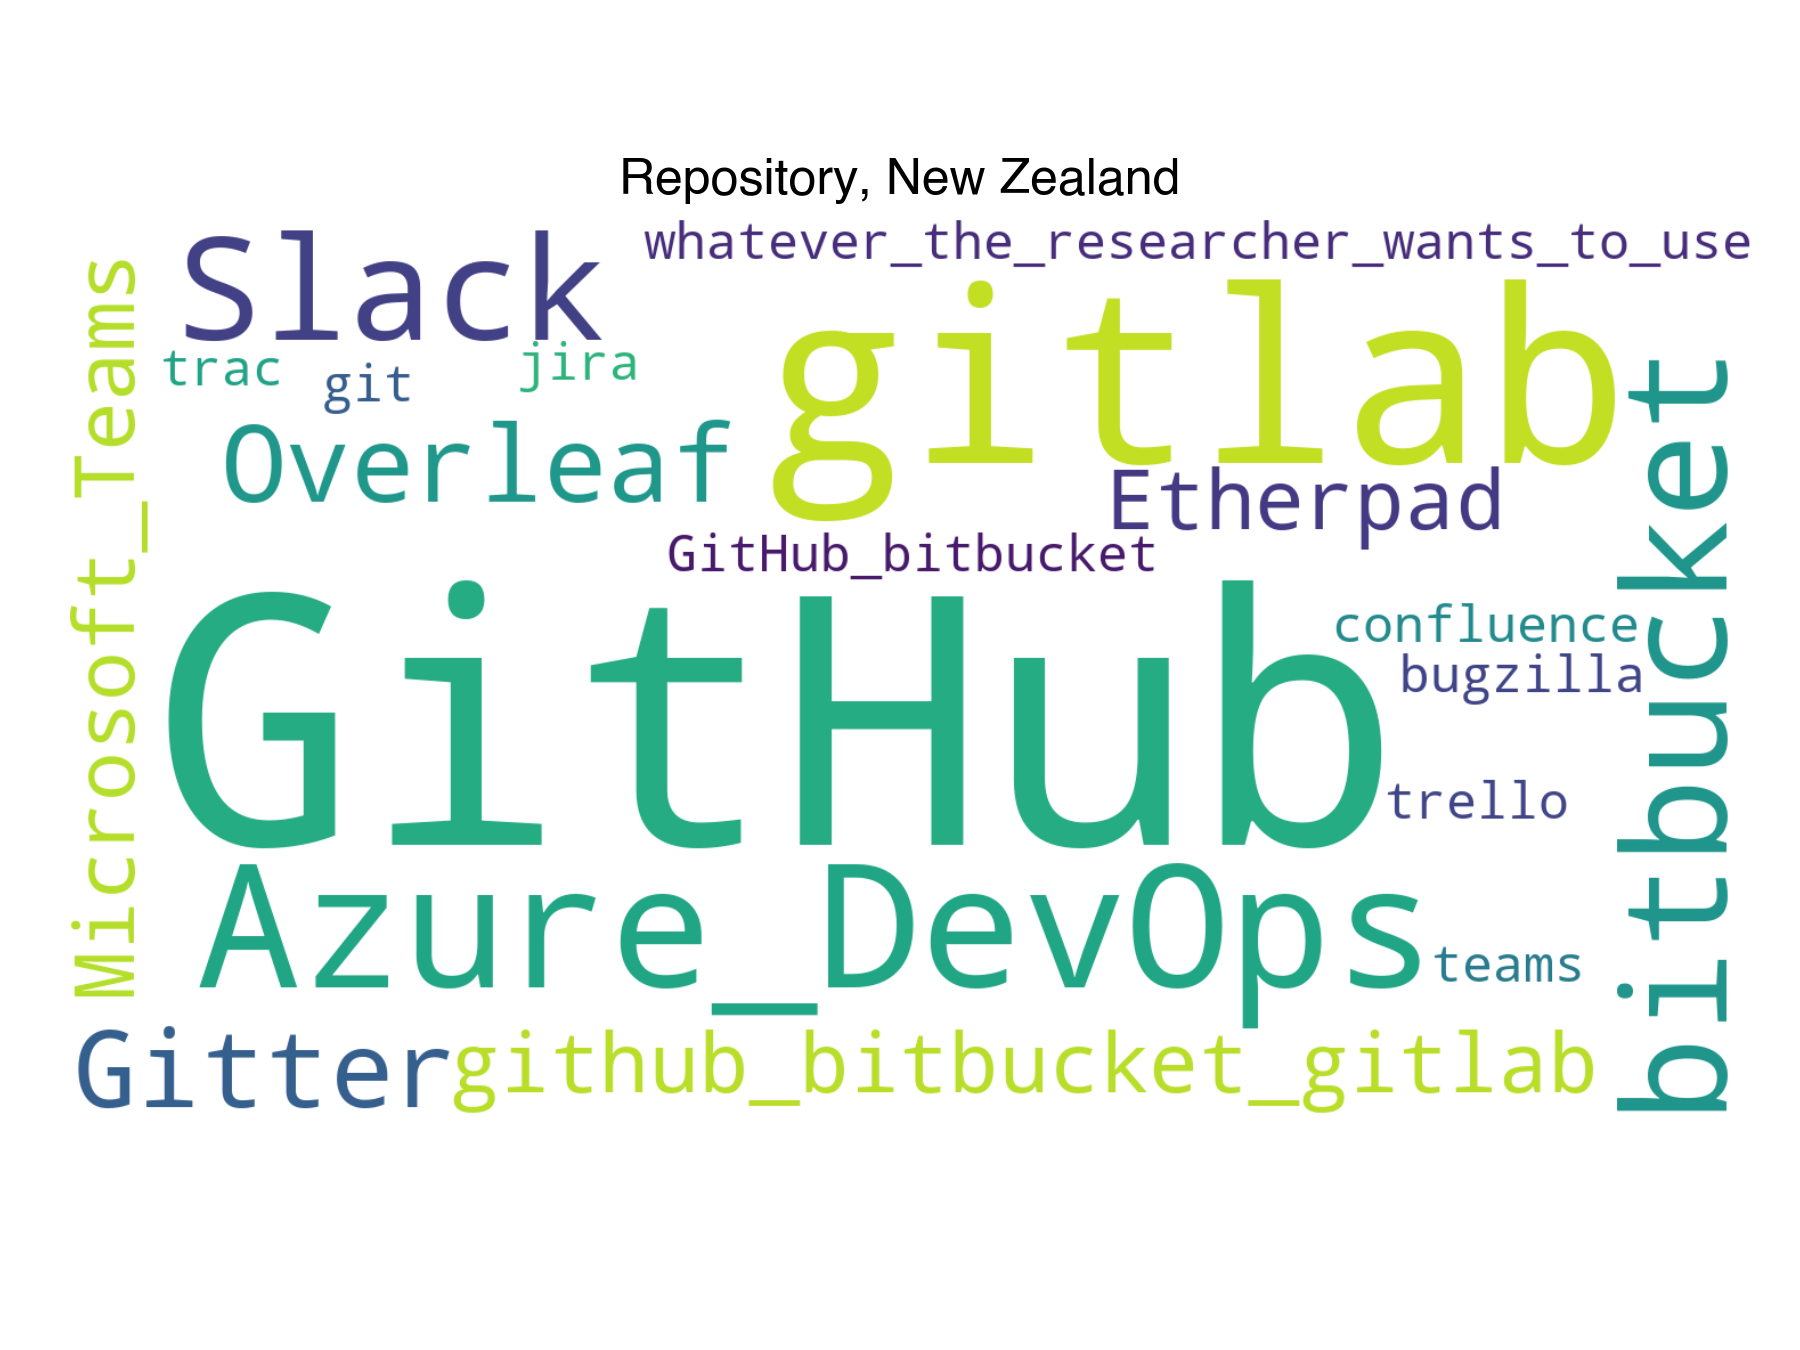 Repository, New Zealand
whatever_the_researcher_wants_to_use
Slack
gitlab
Microsoft_Teams
trac
git
jira
Overleaf
Etherpad
bitbucket
GitHub_bitbucket
GitHub
confluence
bugzilla
trello
Azure_DevOps
teams
Gitter
github_bitbucket_gitlab